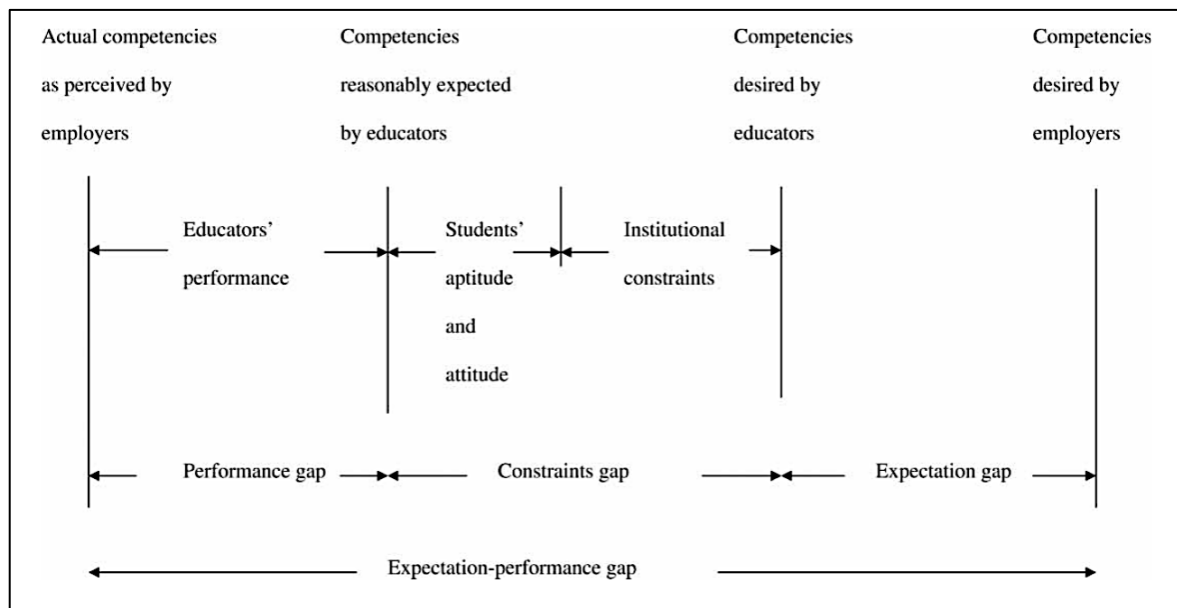 Actual competencies
as perceived by
employers
Competencies
reasonably expected
by educators
Competencies
desired by
educators
Competencies
desired by
employers
Educators’
performance
Students’
aptitude
and
attitude
Institutional
constraints
Performance gap
Constraints gap
Expectation gap
Expectation-performance gap